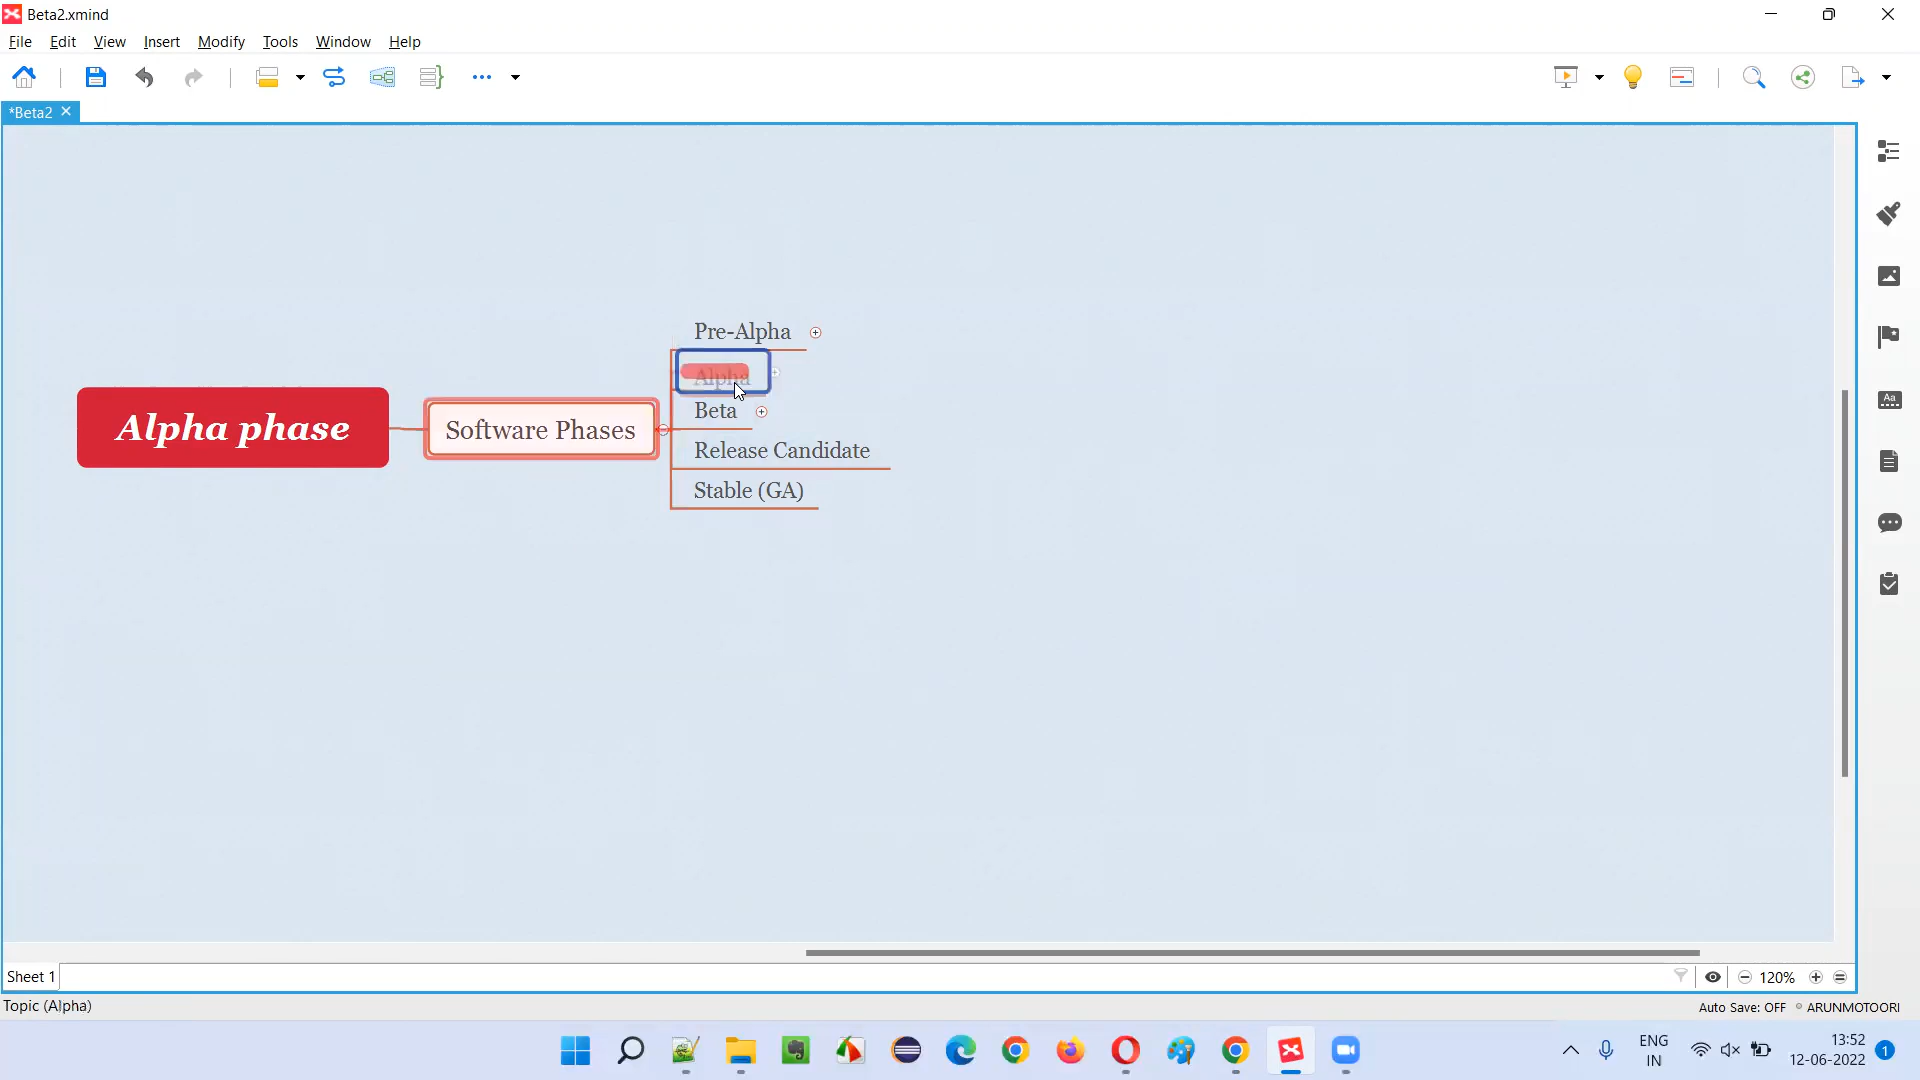 Beta2.xmind
File Edit View Insert Modify Tools Window Help
*Beta2
Pre-Alpha
Alpha
Alpha phase
Software Phases
Beta
Release Candidate
Stable (GA)
Aa
Sheet 1
120%
Topic (Alpha)
Auto Save: OFF
ARUNMOTOORI
ENG
IN
13:52
12-06-2022
1